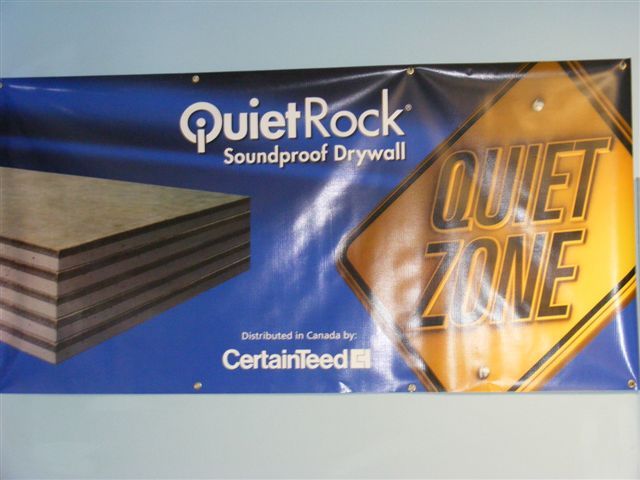 QuietRock®
Soundproof Drywall
QUIET
ZONE
Distributed in Canada by:
CertainTeed